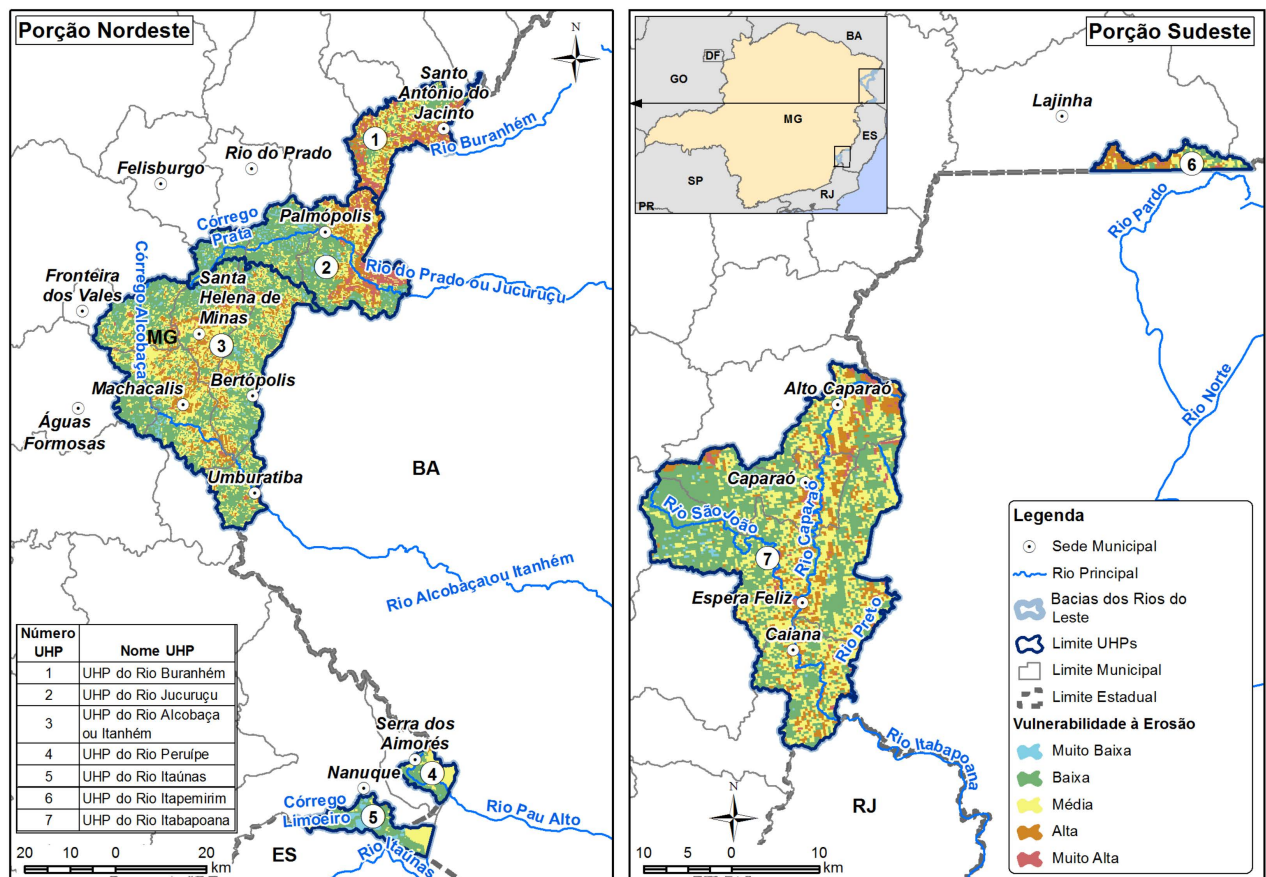 Porção Nordeste
N
Santo
Antônio do
Jacinto
1
Rio Buranhém
Rio do Prado
Felisburgo
Córrego
Prata
Palmópolis
2
Rio do Prado ou Jucuruçu
Fronteira
dos Vales
Córrego Alcobaça
Santa
Helena de
Minas
MG
3
Machacalis
Bertópolis
Águas
Formosas
Umburatiba
BA
Rio Alcobaça ou Itanhém
Número
UHP
Nome UHP
1 UHP do Rio Buranhém
2 UHP do Rio Jucuruçu
3 UHP do Rio Alcobaça
ou Itanhém
4 UHP do Rio Peruípe
5 UHP do Rio Itaúnas
6 UHP do Rio Itapemirim
7 UHP do Rio Itabapoana
Serra dos
Aimorés
4
Nanuque
Córrego
Limoeiro
5
Rio Pau Alto
Rio Itaúnas
ES
20 10 0 20
km
Porção Sudeste
BA
DF
GO
MG
ES
SP
RJ
PR
Lajinha
6
Rio Pardo
Rio Norte
Alto Caparaó
Caparaó
Rio São João
Rio Caparaó
7
Espera Feliz
Rio Preto
Caiana
Rio Itabapoana
RJ
N
10 5 0 10
km
Legenda
Sede Municipal
Rio Principal
Bacias dos Rios do
Leste
Limite UHPs
Limite Municipal
Limite Estadual
Vulnerabilidade à Erosão
Muito Baixa
Baixa
Média
Alta
Muito Alta